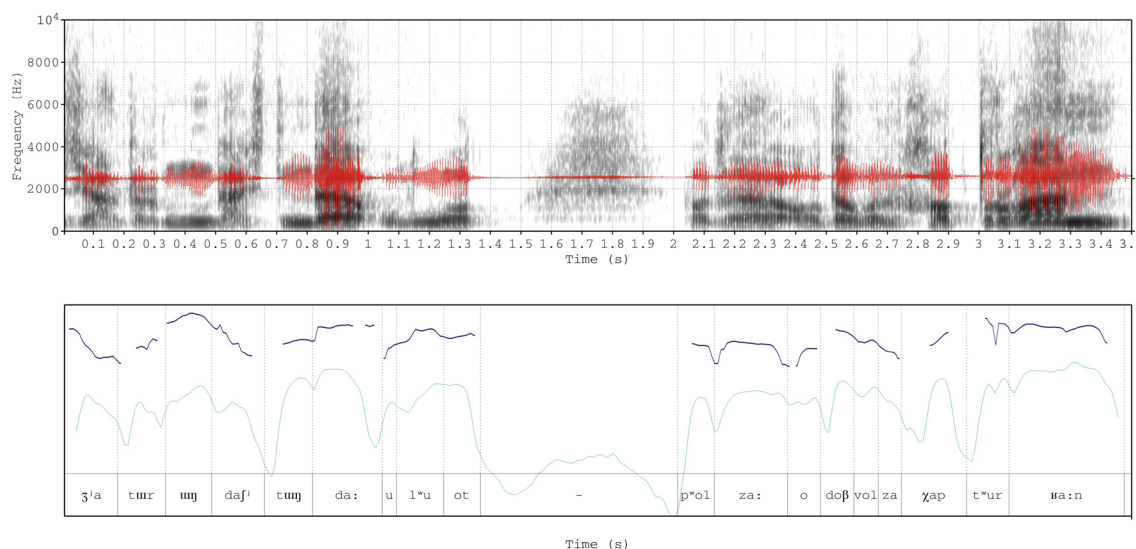 10⁴
8000
6000
4000
2000
0
Frequency (Hz)
0.1 0.2 0.3 0.4 0.5 0.6 0.7 0.8 0.9 1 1.1 1.2 1.3 1.4 1.5 1.6 1.7 1.8 1.9 2 2.1 2.2 2.3 2.4 2.5 2.6 2.7 2.8 2.9 3 3.1 3.2 3.3 3.4 3.
Time (s)
ʒʲa tɯr ɯŋ daʃʲ tɯŋ da: u lʷu ot - pʷol za: o doβ vol za χap tʷur ʁa:n
Time (s)